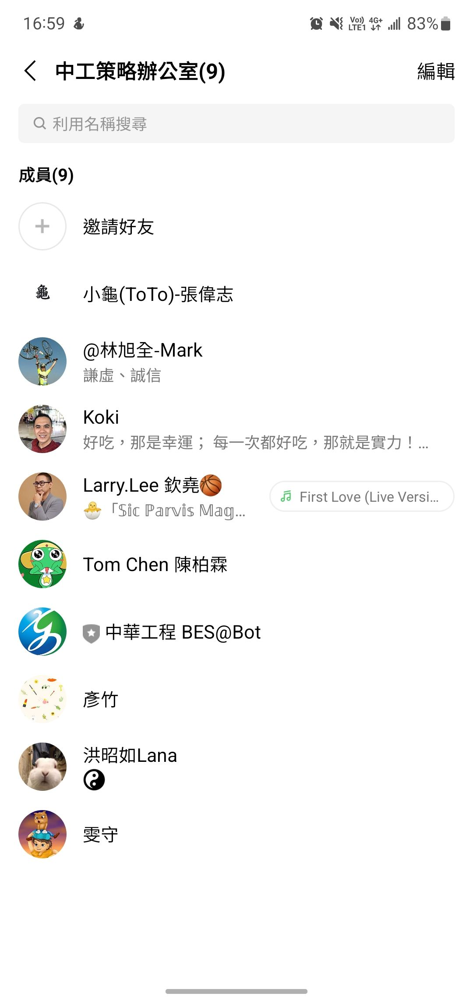 16:59
Vo)) LTE1 4G+ 83%
中工策略辦公室(9)
編輯
利用名稱搜尋
成員(9)
邀請好友
龜
小龜(ToTo)-張偉志
@林旭全-Mark
謙虛、誠信
Koki
好吃，那是幸運； 每一次都好吃，那就是實力！...
Larry.Lee 欽堯🏀
🐣「𝕊𝕚𝕔 ℙ𝕒𝕣𝕧𝕚𝕤 𝕄𝕒𝕘...
First Love (Live Versi...
Tom Chen 陳柏霖
中華工程 BES@Bot
彥竹
洪昭如Lana
☯
雯守